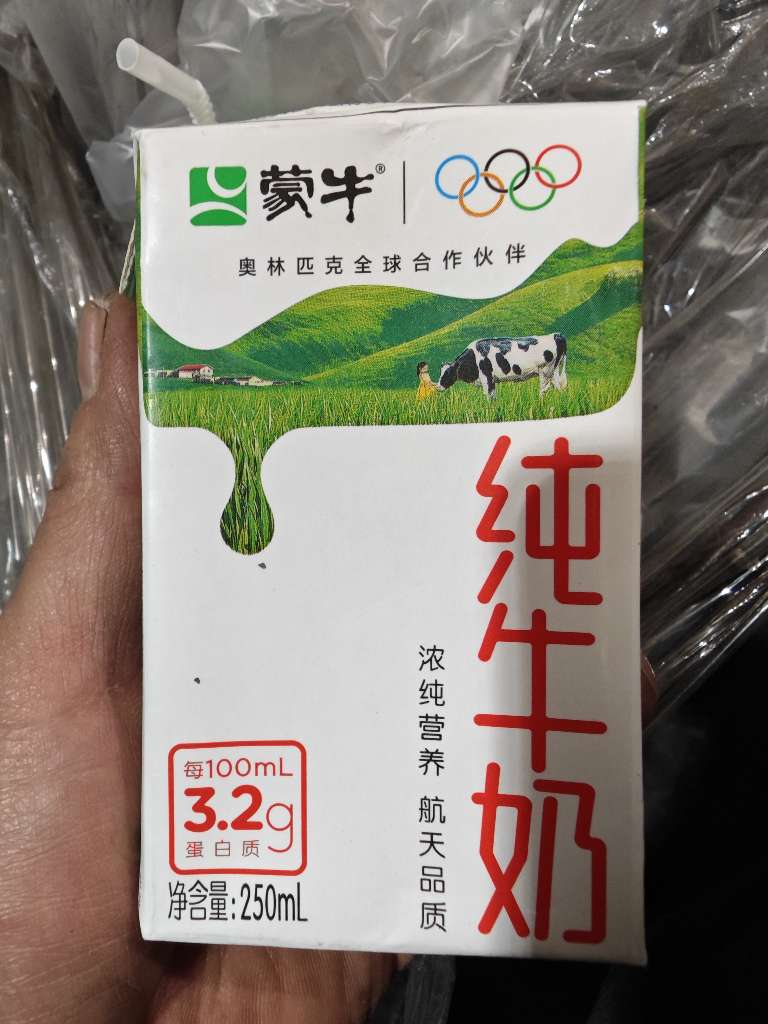 蒙牛®
奥林匹克全球合作伙伴
纯牛奶
浓纯营养 航天品质
每100mL
3.2g
蛋白质
净含量:250mL